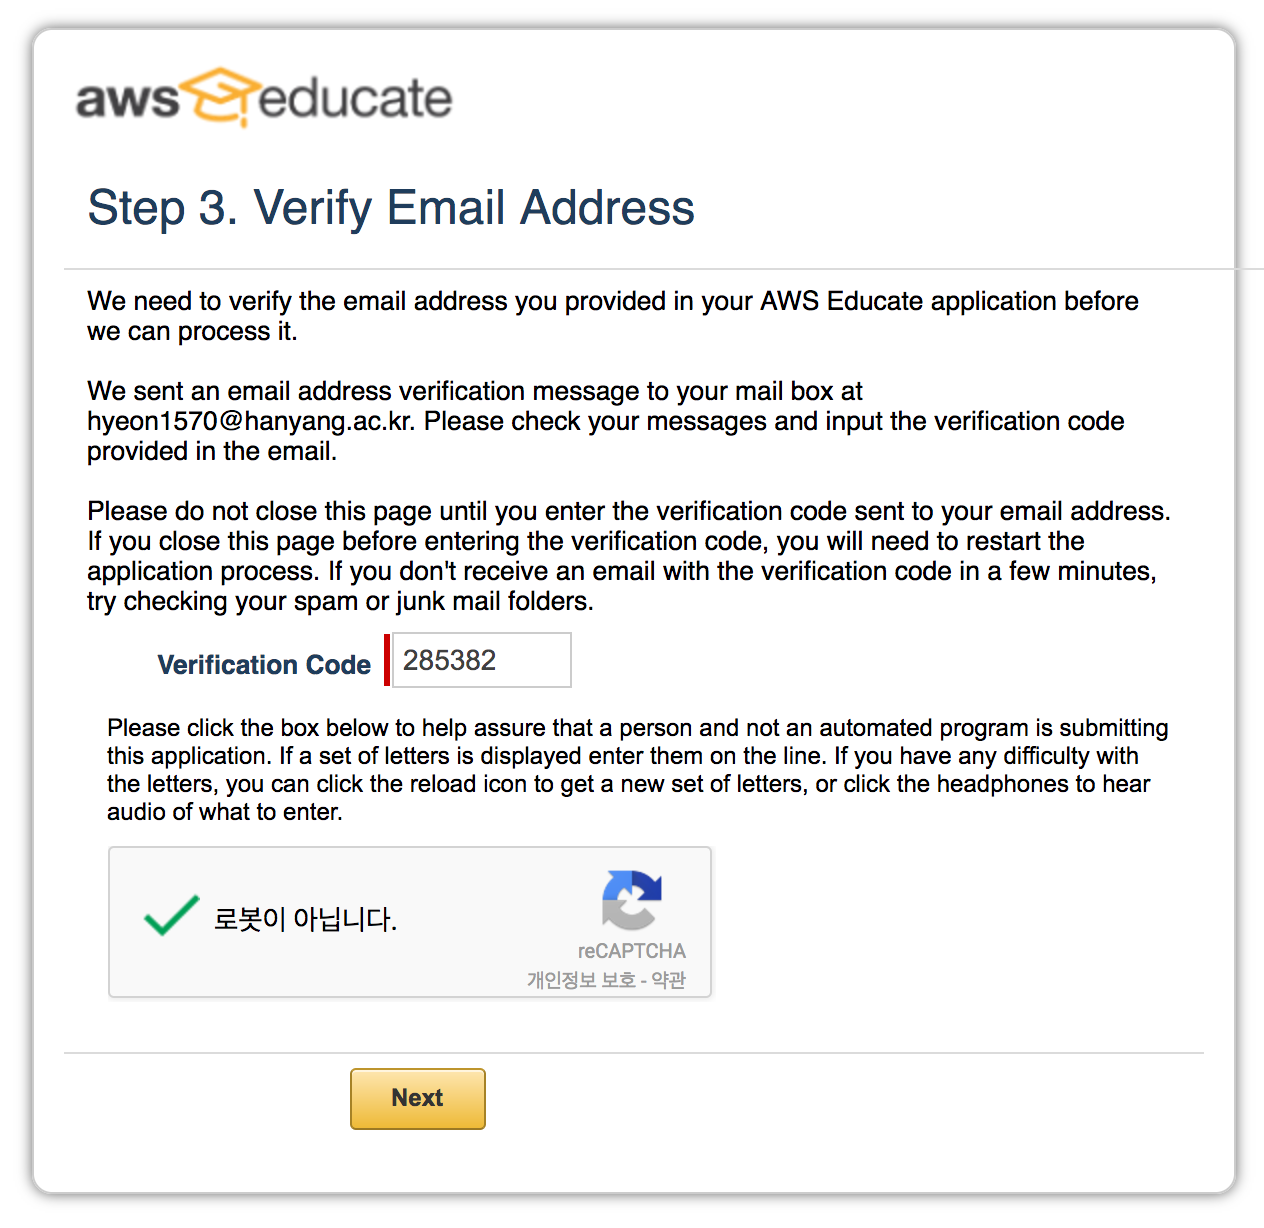 aws educate
Step 3. Verify Email Address
We need to verify the email address you provided in your AWS Educate application before
we can process it.
We sent an email address verification message to your mail box at
hyeon1570@hanyang.ac.kr. Please check your messages and input the verification code
provided in the email.
Please do not close this page until you enter the verification code sent to your email address.
If you close this page before entering the verification code, you will need to restart the
application process. If you don't receive an email with the verification code in a few minutes,
try checking your spam or junk mail folders.
Verification Code 285382
Please click the box below to help assure that a person and not an automated program is submitting
this application. If a set of letters is displayed enter them on the line. If you have any difficulty with
the letters, you can click the reload icon to get a new set of letters, or click the headphones to hear
audio of what to enter.
로봇이 아닙니다.
reCAPTCHA
개인정보 보호 - 약관
Next